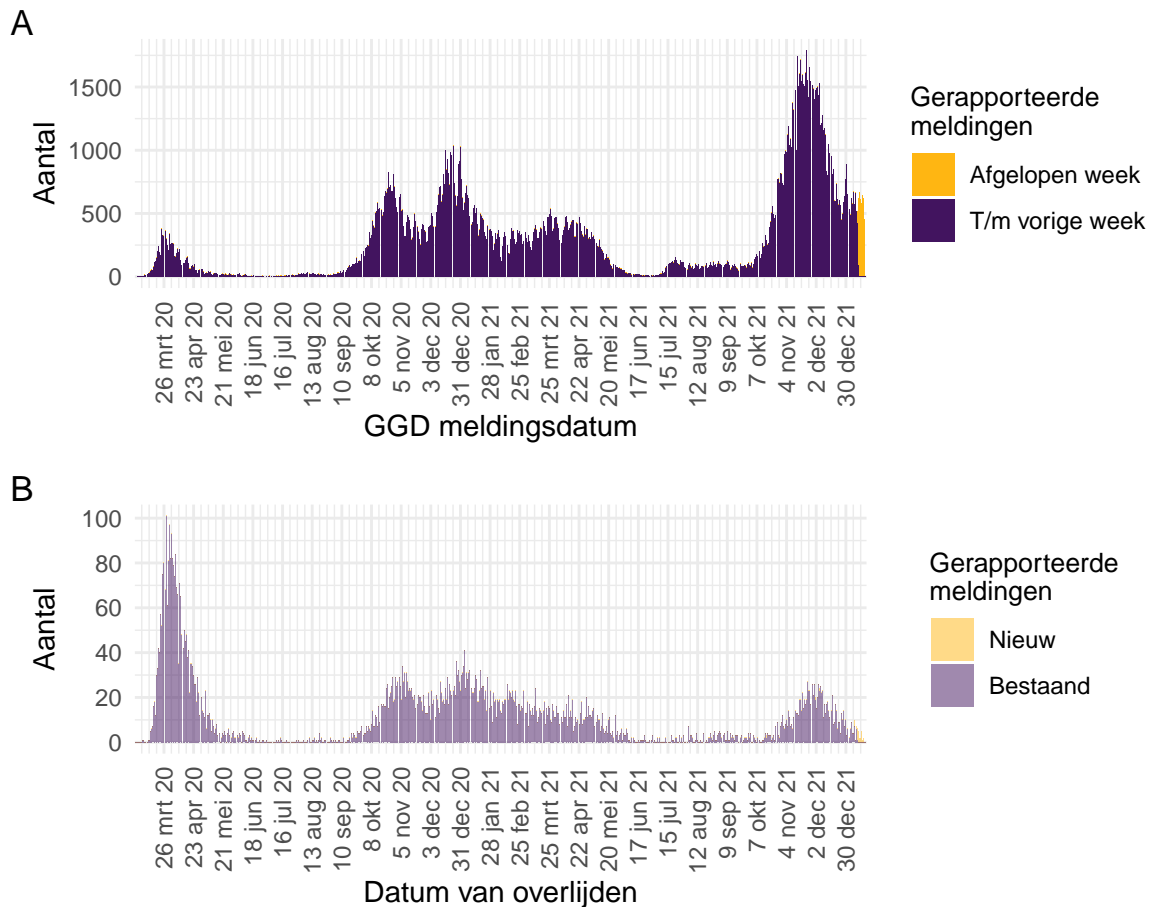 A
1500
1000
500
0
Aantal
26 mrt 20
23 apr 20
21 mei 20
18 jun 20
16 jul 20
13 aug 20
10 sep 20
8 okt 20
5 nov 20
3 dec 20
31 dec 20
28 jan 21
25 feb 21
25 mrt 21
22 apr 21
20 mei 21
17 jun 21
15 jul 21
12 aug 21
9 sep 21
7 okt 21
4 nov 21
2 dec 21
30 dec 21
GGD meldingsdatum
Gerapporteerde
meldingen
Afgelopen week
T/m vorige week
B
100
80
60
40
20
0
Aantal
26 mrt 20
23 apr 20
21 mei 20
18 jun 20
16 jul 20
13 aug 20
10 sep 20
8 okt 20
5 nov 20
3 dec 20
31 dec 20
28 jan 21
25 feb 21
25 mrt 21
22 apr 21
20 mei 21
17 jun 21
15 jul 21
12 aug 21
9 sep 21
7 okt 21
4 nov 21
2 dec 21
30 dec 21
Datum van overlijden
Gerapporteerde
meldingen
Nieuw
Bestaand